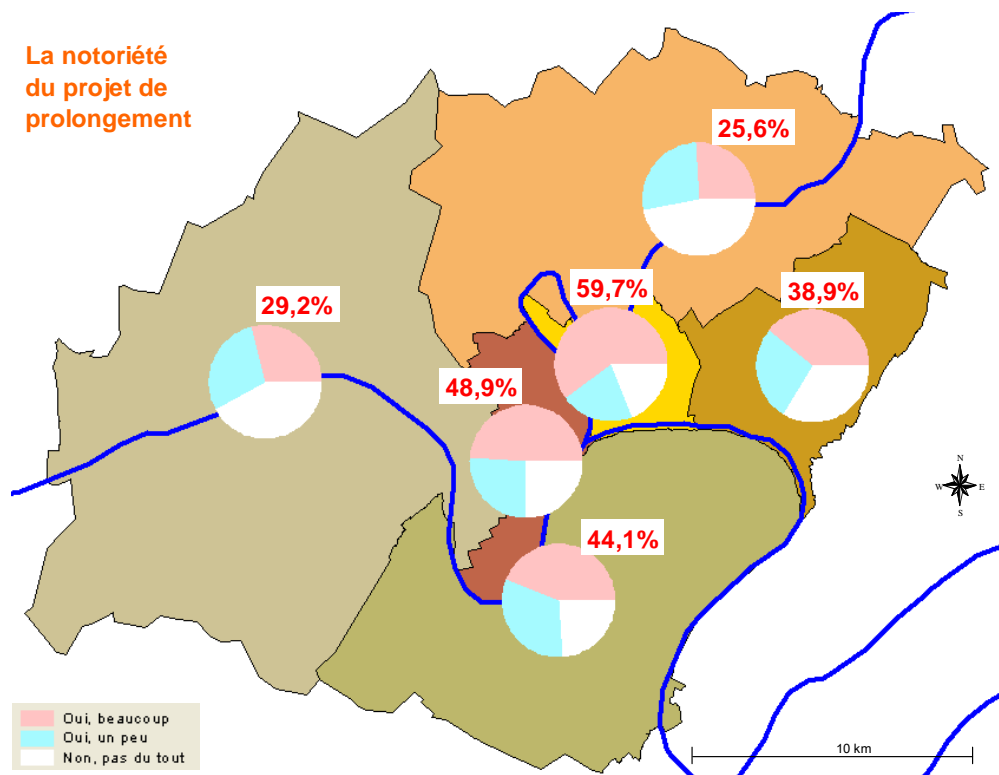 La notoriété
du projet de
prolongement
25,6%
59,7%
38,9%
29,2%
48,9%
44,1%
N
W E
S
Oui, beaucoup
Oui, un peu
Non, pas du tout
10 km